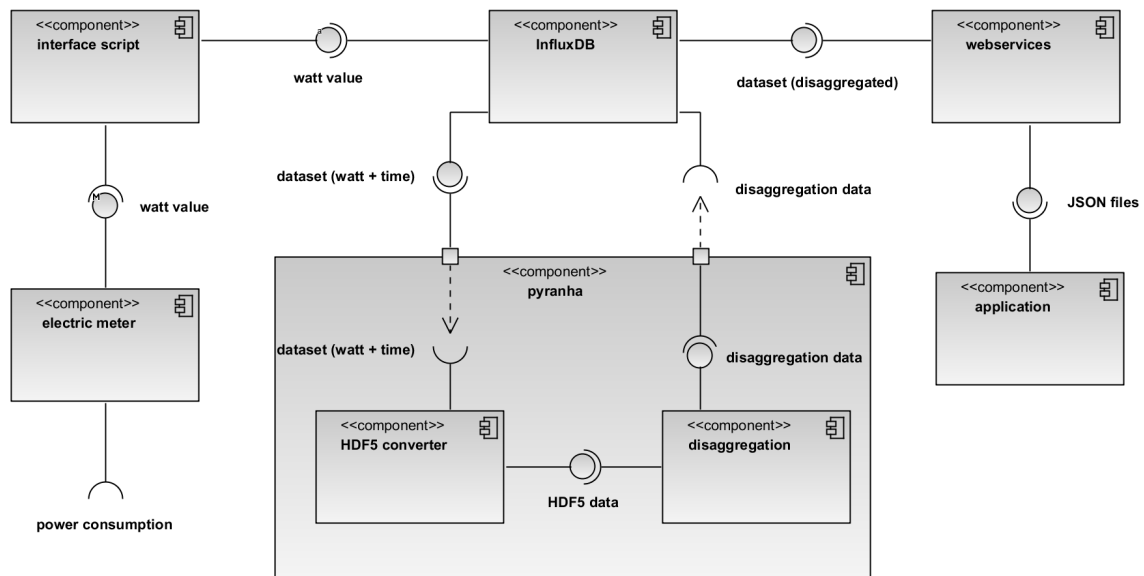 <<component>>
interface script
<<component>>
InfluxDB
<<component>>
webservices
a
watt value
dataset (disaggregated)
dataset (watt + time)
disaggregation data
M
watt value
JSON files
<<component>>
electric meter
<<component>>
pyranha
<<component>>
application
dataset (watt + time)
disaggregation data
<<component>>
HDF5 converter
<<component>>
disaggregation
HDF5 data
power consumption